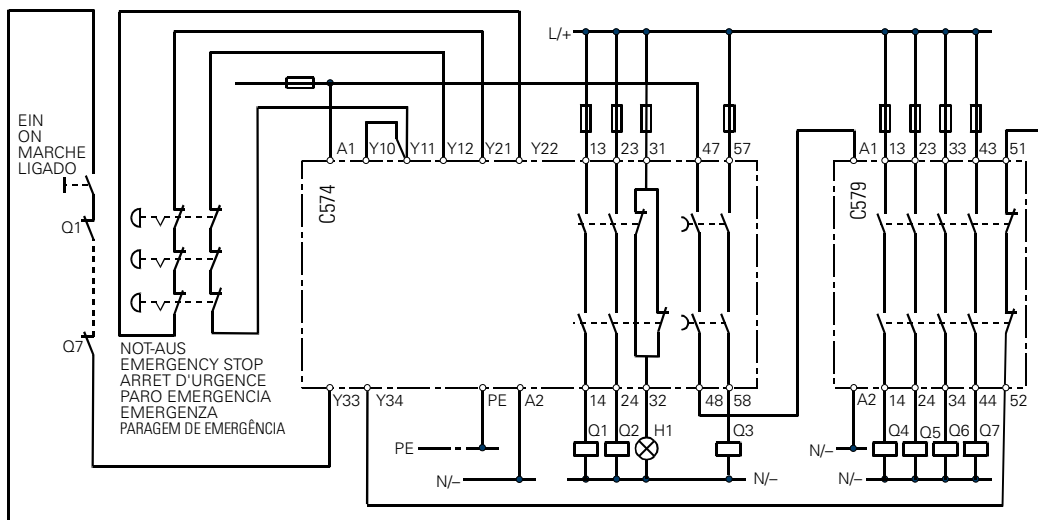 L/+
EIN
ON
MARCHE
LIGADO
A1 Y10 Y11 Y12 Y21 Y22 13 23 31 47 57 A1 13 23 33 43 51
C574
C579
Q1
Q7
NOT-AUS
EMERGENCY STOP
ARRET D'URGENCE
PARO EMERGENCIA
EMERGENZA
PARAGEM DE EMERGÊNCIA
Y33 Y34 PE A2 14 24 32 48 58 A2 14 24 34 44 52
Q1 Q2 H1 Q3 Q4 Q5 Q6 Q7
PE
N/–
N/–
N/–
N/–